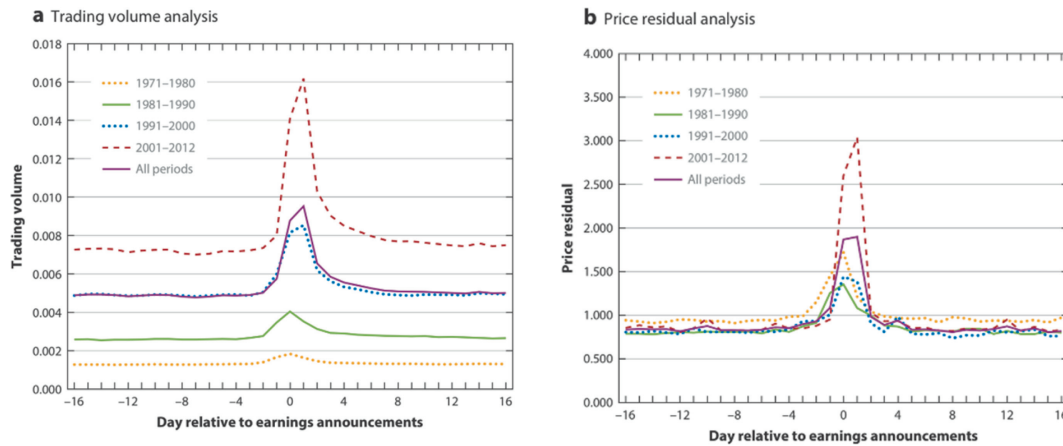 a Trading volume analysis
0.018
0.016
0.014
0.012
0.010
0.008
0.006
0.004
0.002
0.000
Trading volume
1971–1980
1981–1990
1991–2000
2001–2012
All periods
–16 –12 –8 –4 0 4 8 12 16
Day relative to earnings announcements
b Price residual analysis
4.000
3.500
3.000
2.500
2.000
1.500
1.000
0.500
0.000
Price residual
1971–1980
1981–1990
1991–2000
2001–2012
All periods
–16 –12 –8 –4 0 4 8 12 16
Day relative to earnings announcements